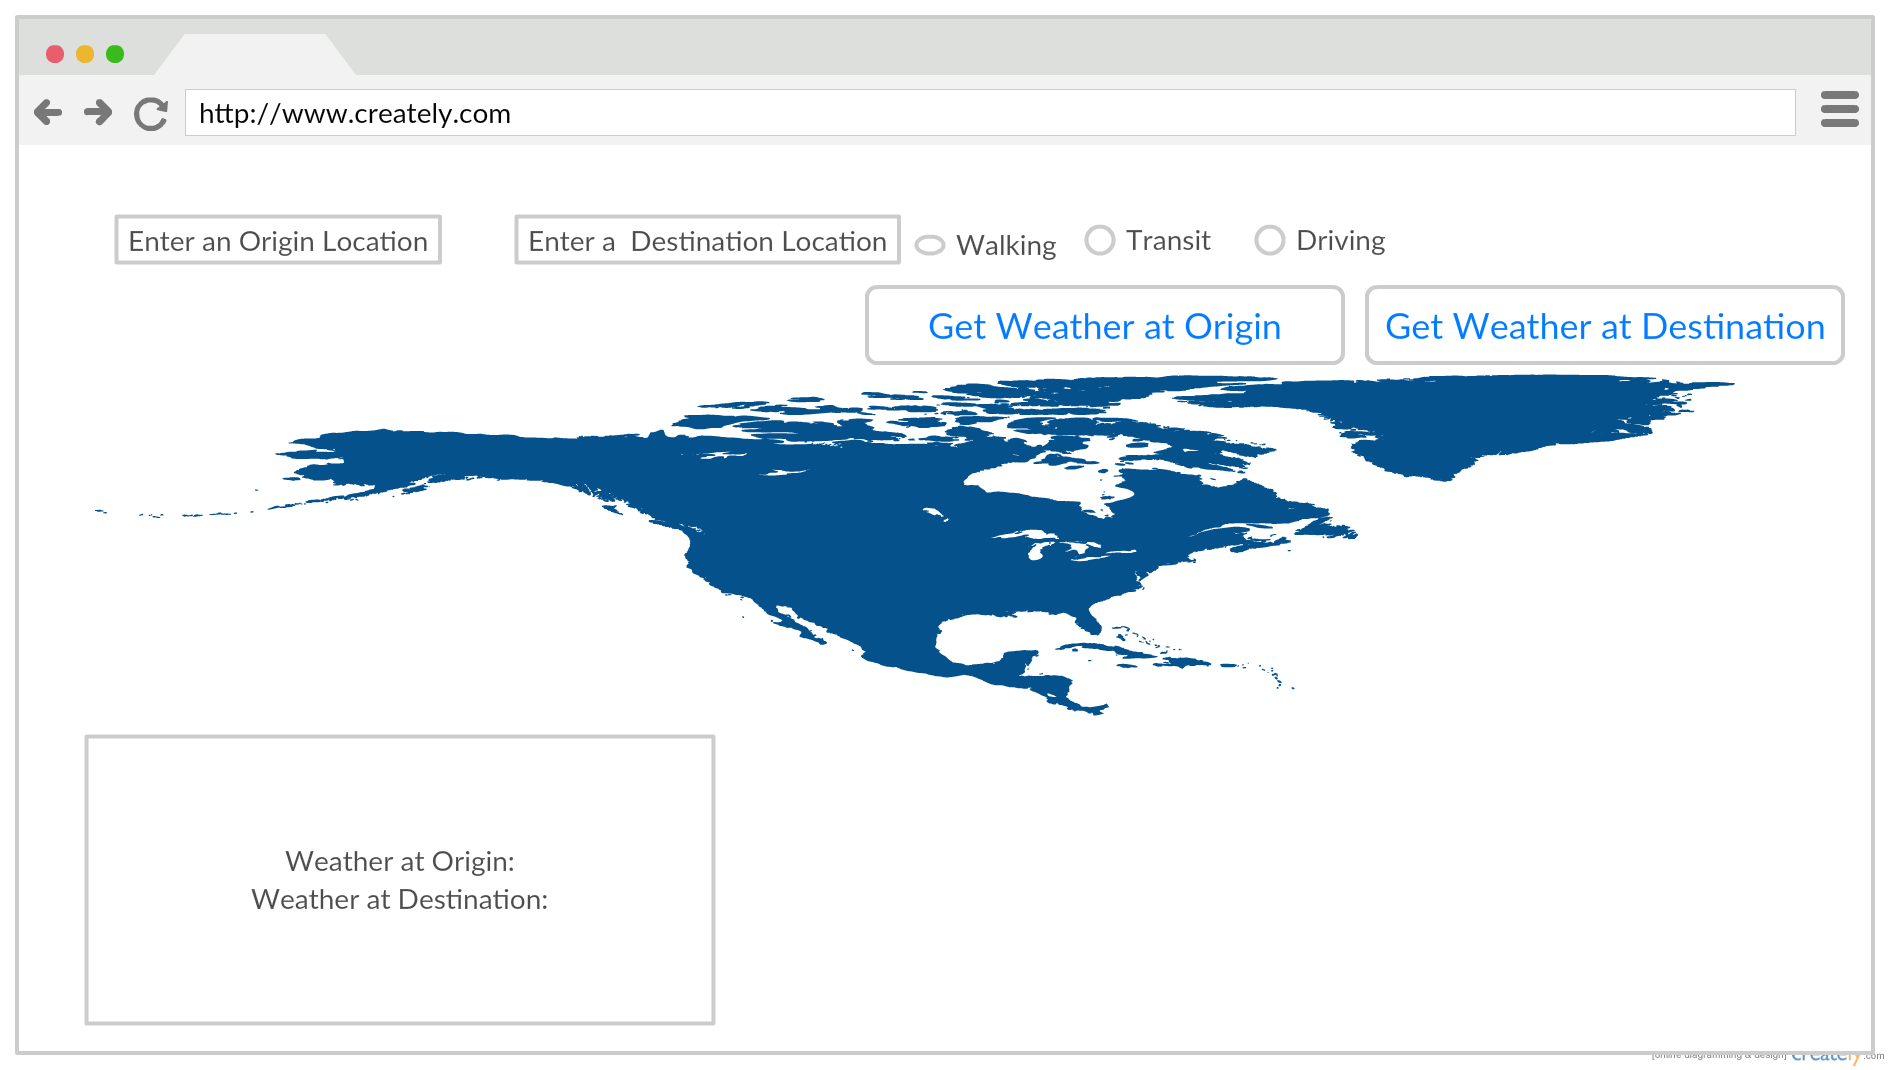 http://www.creately.com
Enter an Origin Location
Enter a  Destination Location
Walking
Transit
Driving
Get Weather at Origin
Get Weather at Destination
Weather at Origin:
Weather at Destination:
[online diagramming & design] creately.com